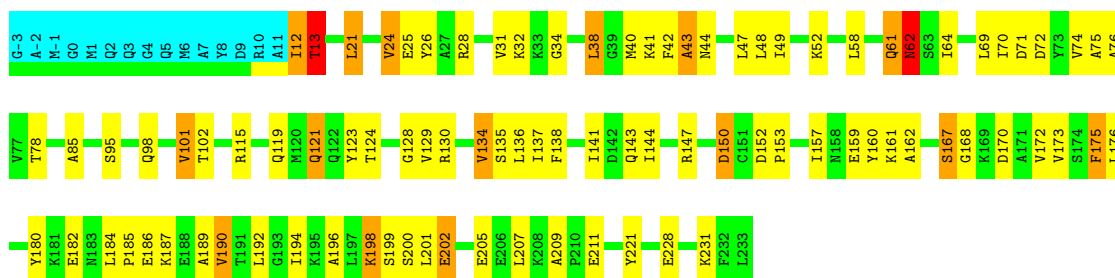 G-3 A-2 M-1 G0 M1 Q2 Q3 G4 Q5 M6 A7 Y8 D9 R10 A11 I12 T13 L21 V24 E25 Y26 A27 R28 V31 K32 K33 G34 L38 G39 M40 K41 F42 A43 N44 L47 L48 I49 K52 L58 Q61 N62 S63 I64 L69 I70 D71 D72 Y73 V74 A75 A76
V77 T78 A85 S95 Q98 V101 T102 R115 Q119 M120 Q121 Q122 Y123 T124 G128 V129 R130 V134 S135 L136 I137 F138 I141 D142 Q143 I144 R147 D150 C151 D152 P153 I157 N158 E159 Y160 K161 A162 S167 G168 K169 D170 A171 V172 V173 S174 F175 L176
Y180 K181 E182 N183 L184 P185 E186 K187 E188 A189 V190 T191 L192 G193 I194 K195 A196 L197 K198 S199 S200 L201 E202 E205 E206 L207 K208 A209 P210 E211 Y221 E228 K231 F232 L233